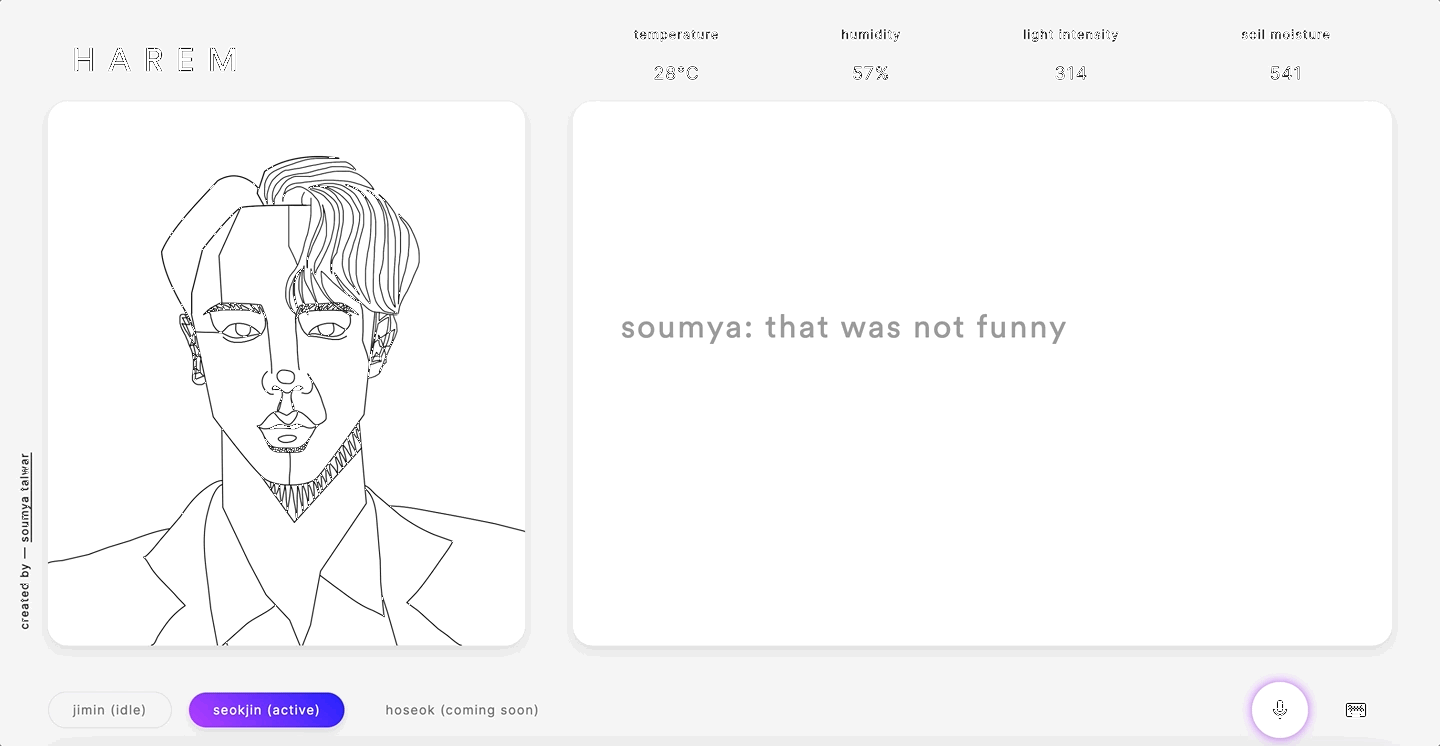 HAREM
temperature humidity light intensity soil moisture
28°C 57% 314 541
soumya: that was not funny
created by — soumya talwar
jimin (idle) seokjin (active) hoseok (coming soon)